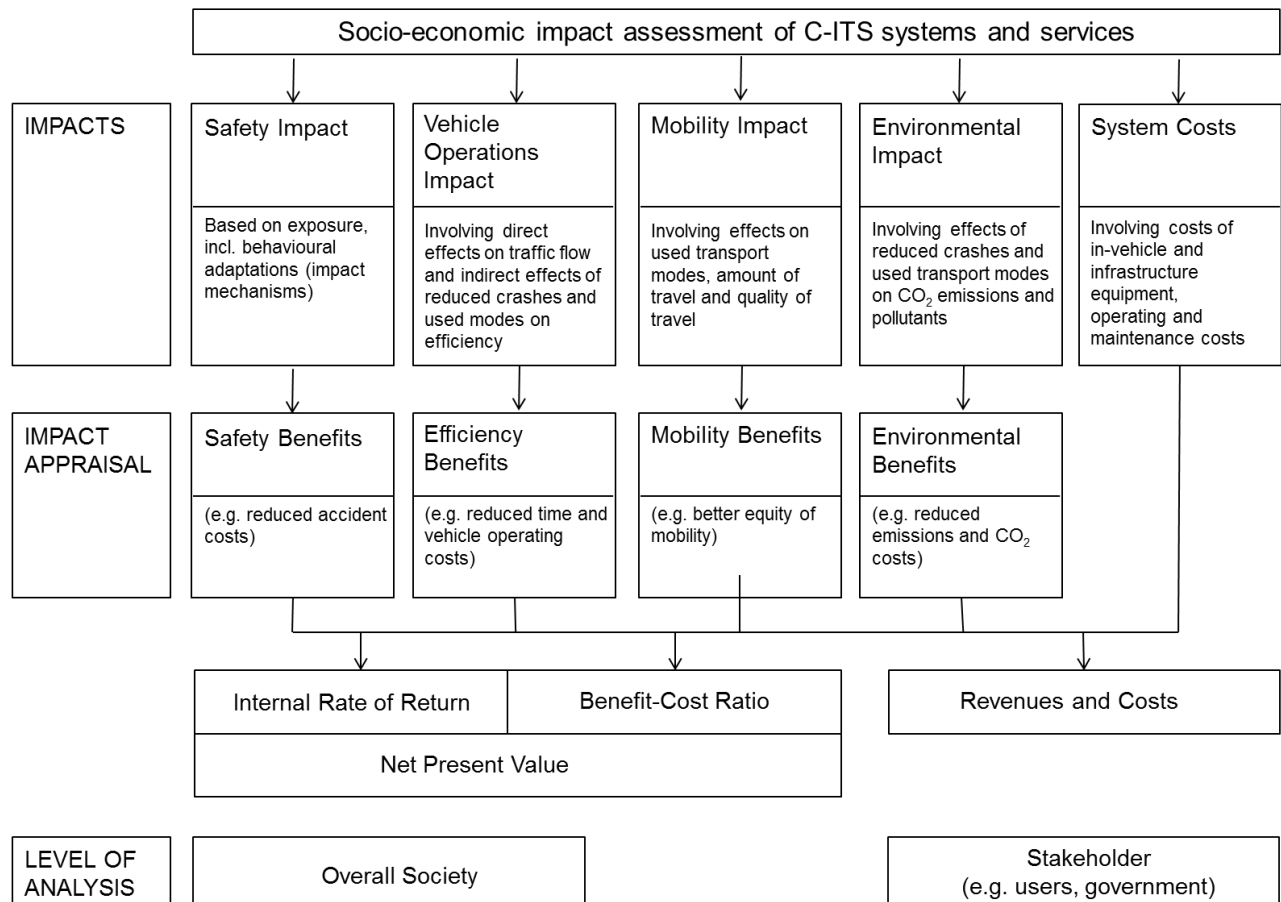 Socio-economic impact assessment of C-ITS systems and services
IMPACTS
Safety Impact
Based on exposure,
incl. behavioural
adaptations (impact
mechanisms)
Vehicle
Operations
Impact
Involving direct
effects on traffic flow
and indirect effects of
reduced crashes and
used modes on
efficiency
Mobility Impact
Involving effects on
used transport
modes, amount of
travel and quality of
travel
Environmental
Impact
Involving effects of
reduced crashes and
used transport modes
on CO2 emissions and
pollutants
System Costs
Involving costs of
in-vehicle and
infrastructure
equipment,
operating and
maintenance costs
IMPACT
APPRAISAL
Safety Benefits
(e.g. reduced accident
costs)
Efficiency
Benefits
(e.g. reduced time and
vehicle operating
costs)
Mobility Benefits
(e.g. better equity of
mobility)
Environmental
Benefits
(e.g. reduced
emissions and CO2
costs)
Internal Rate of Return
Benefit-Cost Ratio
Net Present Value
Revenues and Costs
LEVEL OF
ANALYSIS
Overall Society
Stakeholder
(e.g. users, government)